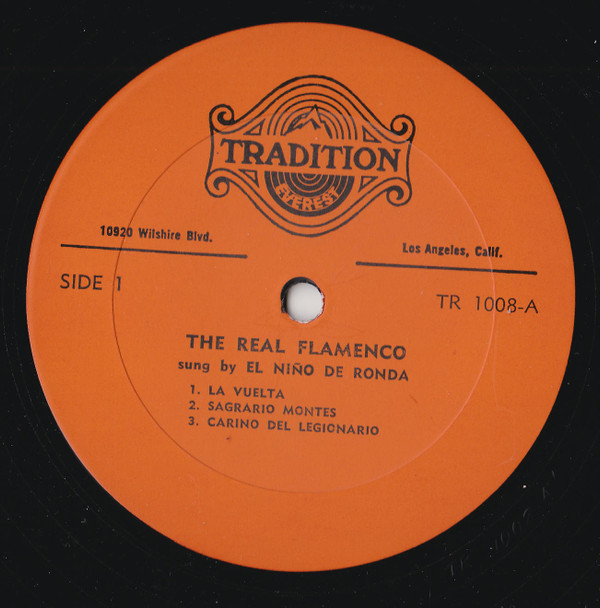 TRADITION
EVEREST
10920 Wilshire Blvd.
Los Angeles, Calif.
SIDE 1
TR 1008-A
THE REAL FLAMENCO
sung by EL NIÑO DE RONDA
1. LA VUELTA
2. SAGRARIO MONTES
3. CARINO DEL LEGIONARIO